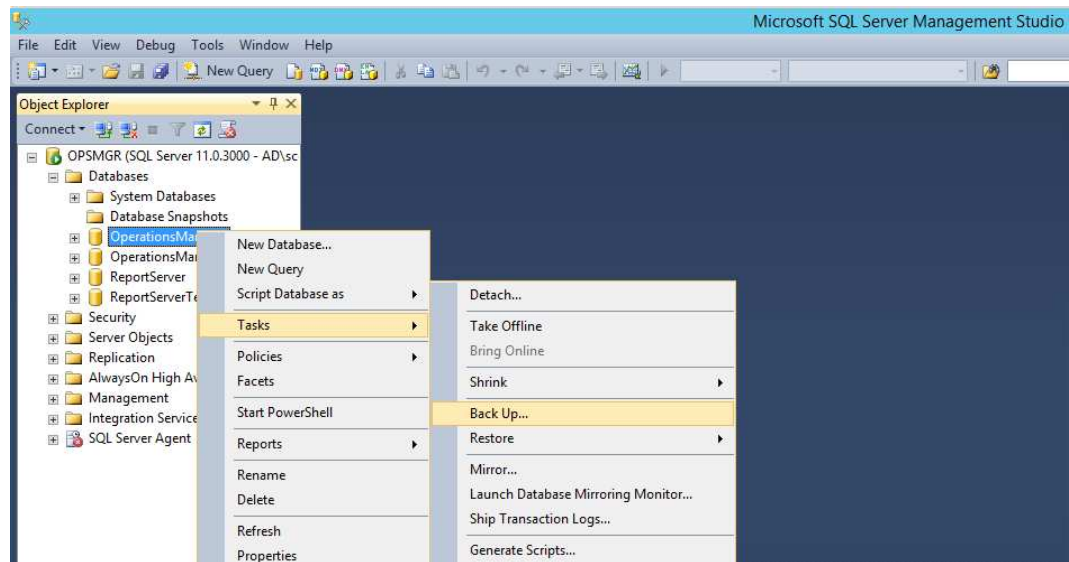 Microsoft SQL Server Management Studio
File Edit View Debug Tools Window Help
New Query
Object Explorer
Connect
OPSMGR (SQL Server 11.0.3000 - AD\sc
Databases
System Databases
Database Snapshots
OperationsMa
OperationsMa
ReportServer
ReportServerTe
Security
Server Objects
Replication
AlwaysOn High Av
Management
Integration Service
SQL Server Agent
New Database...
New Query
Script Database as
Tasks
Policies
Facets
Start PowerShell
Reports
Rename
Delete
Refresh
Properties
Detach...
Take Offline
Bring Online
Shrink
Back Up...
Restore
Mirror...
Launch Database Mirroring Monitor...
Ship Transaction Logs...
Generate Scripts...